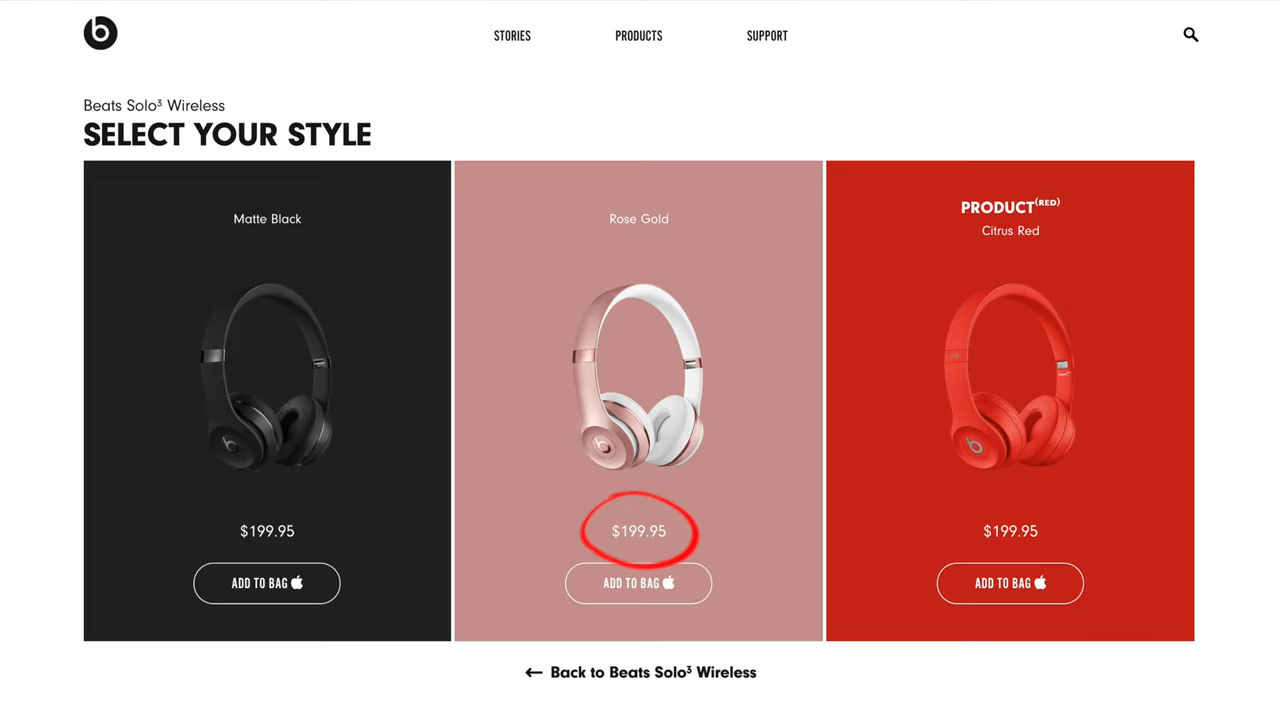 b
STORIES
PRODUCTS
SUPPORT
Beats Solo³ Wireless
SELECT YOUR STYLE
Matte Black
$199.95
ADD TO BAG
Rose Gold
$199.95
ADD TO BAG
PRODUCT(RED)
Citrus Red
$199.95
ADD TO BAG
← Back to Beats Solo³ Wireless